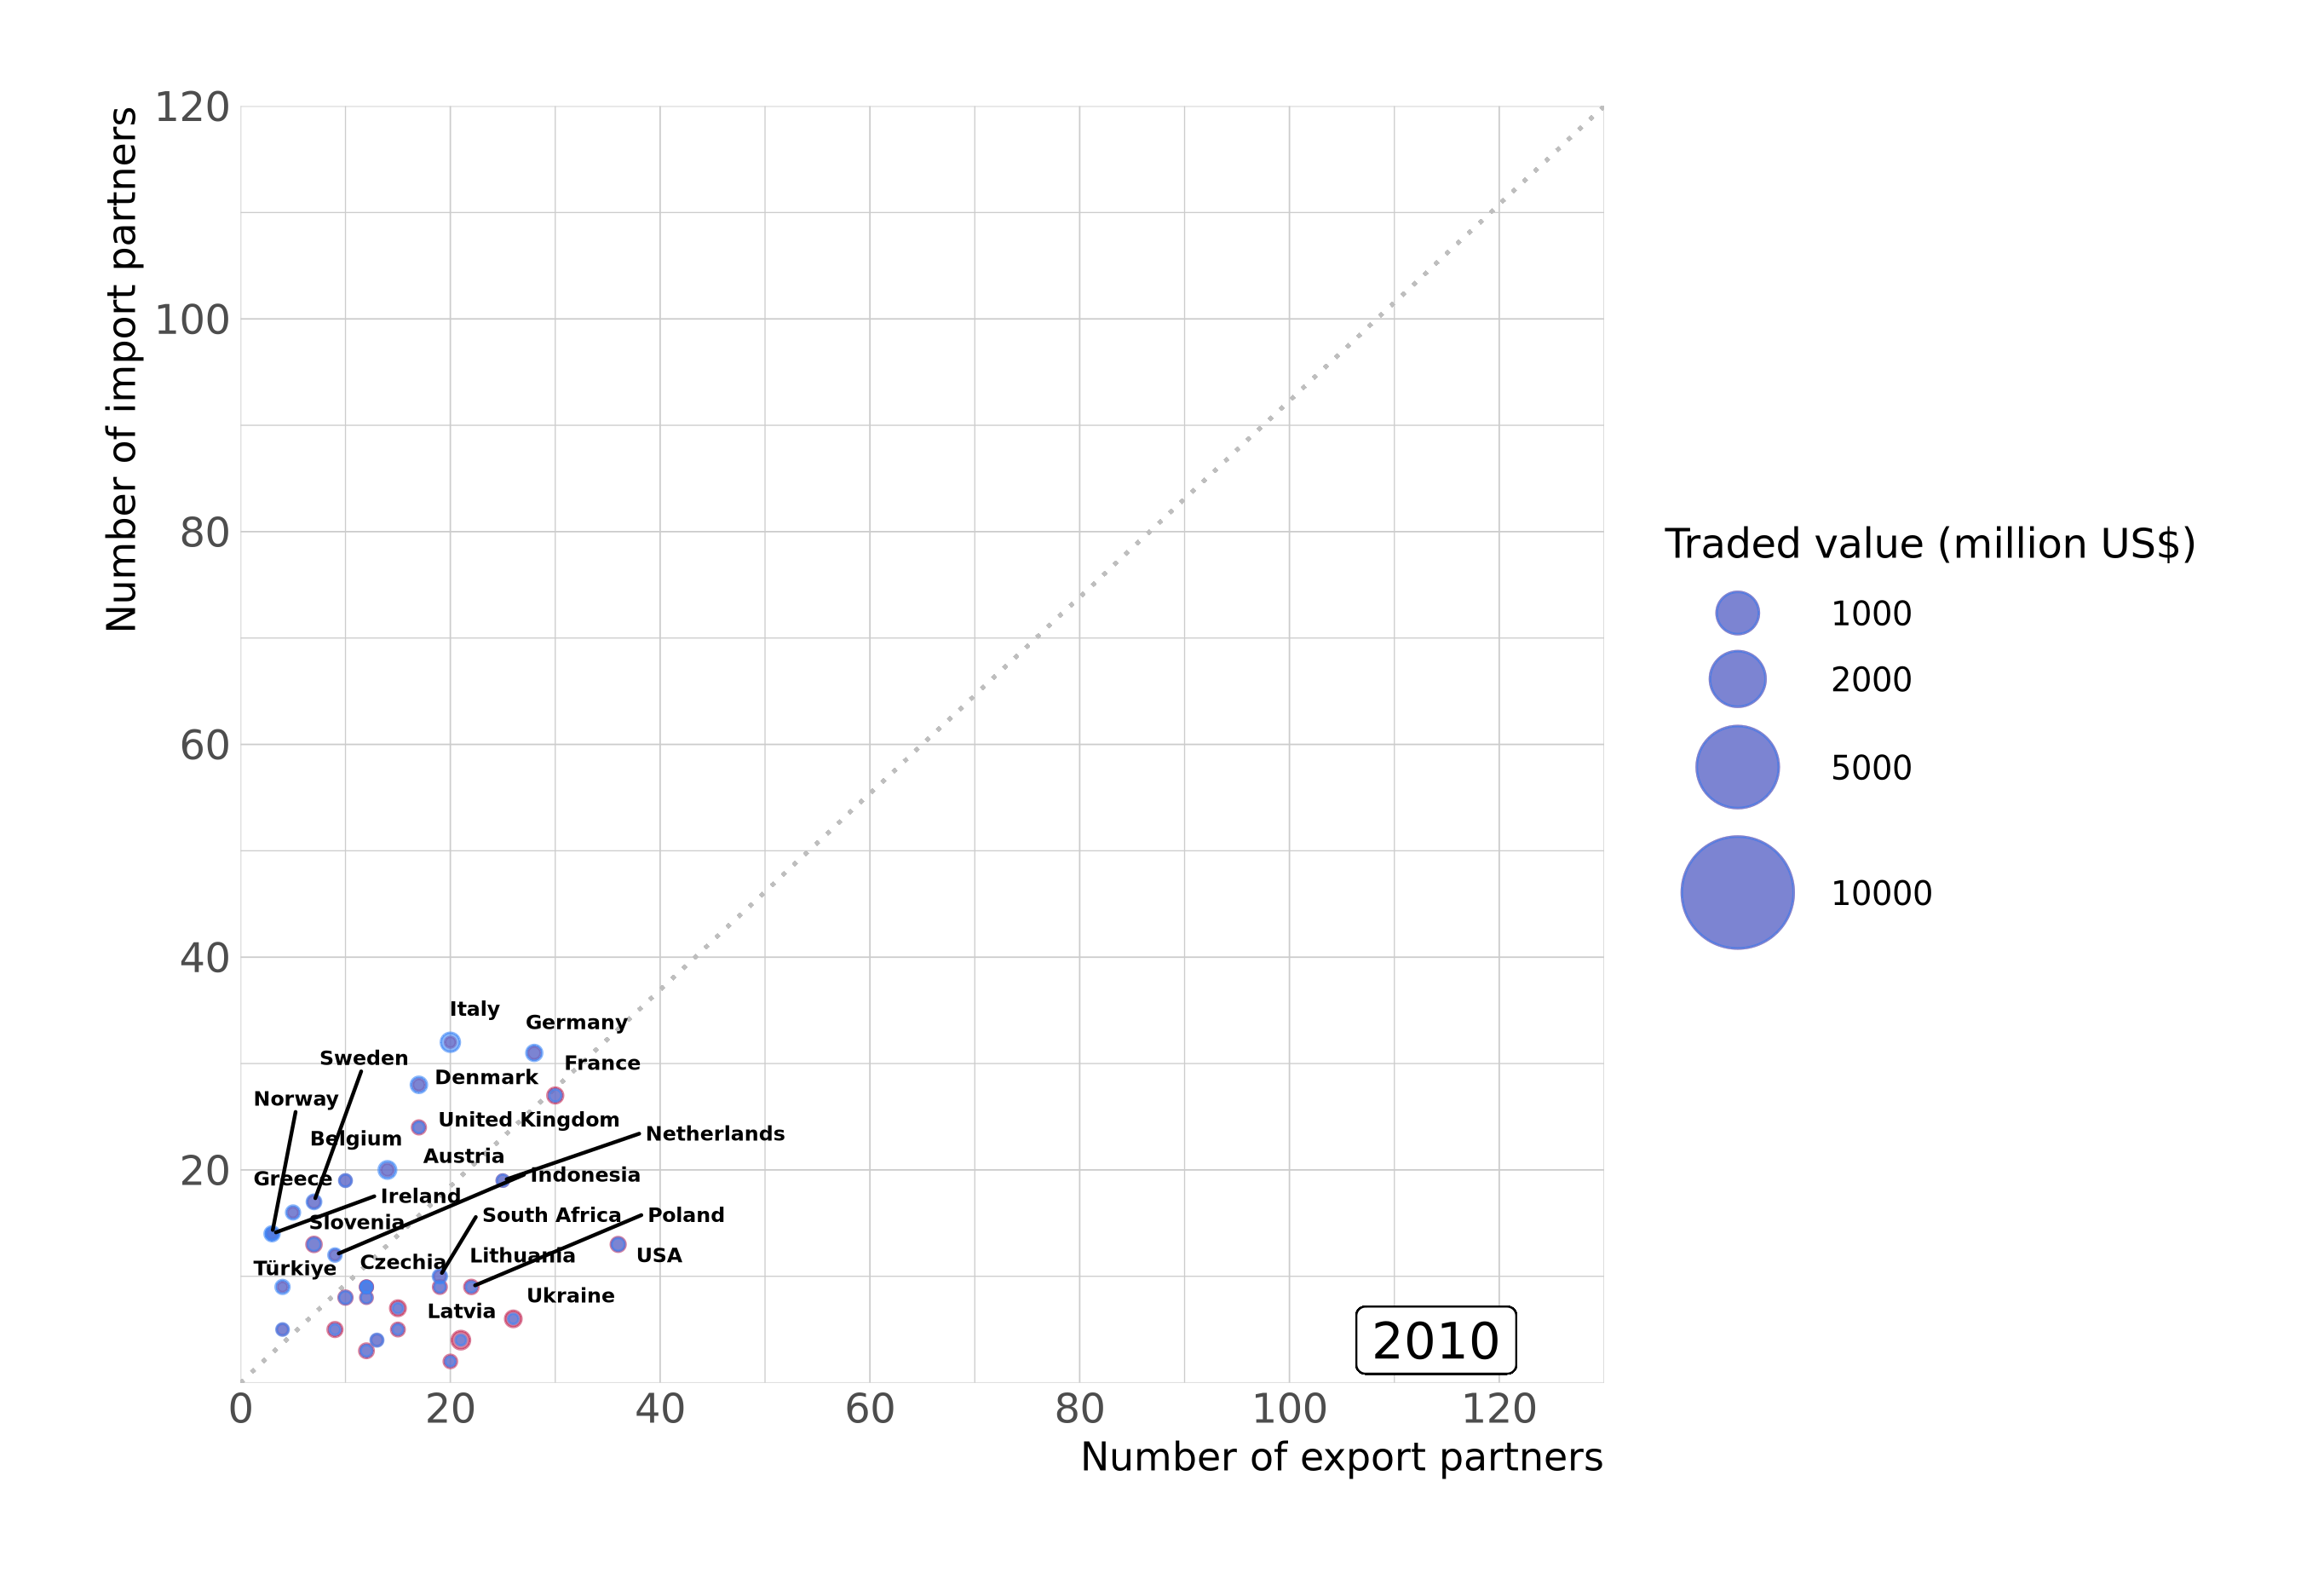 Number of import partners
120
100
80
60
40
20
0
20
40
60
80
100
120
Number of export partners
Italy
Germany
Sweden
France
Denmark
Norway
United Kingdom
Belgium
Netherlands
Austria
Greece
Indonesia
Ireland
Slovenia
South Africa
Poland
Türkiye
Czechia
Lithuania
USA
Latvia
Ukraine
2010
Traded value (million US$)
1000
2000
5000
10000